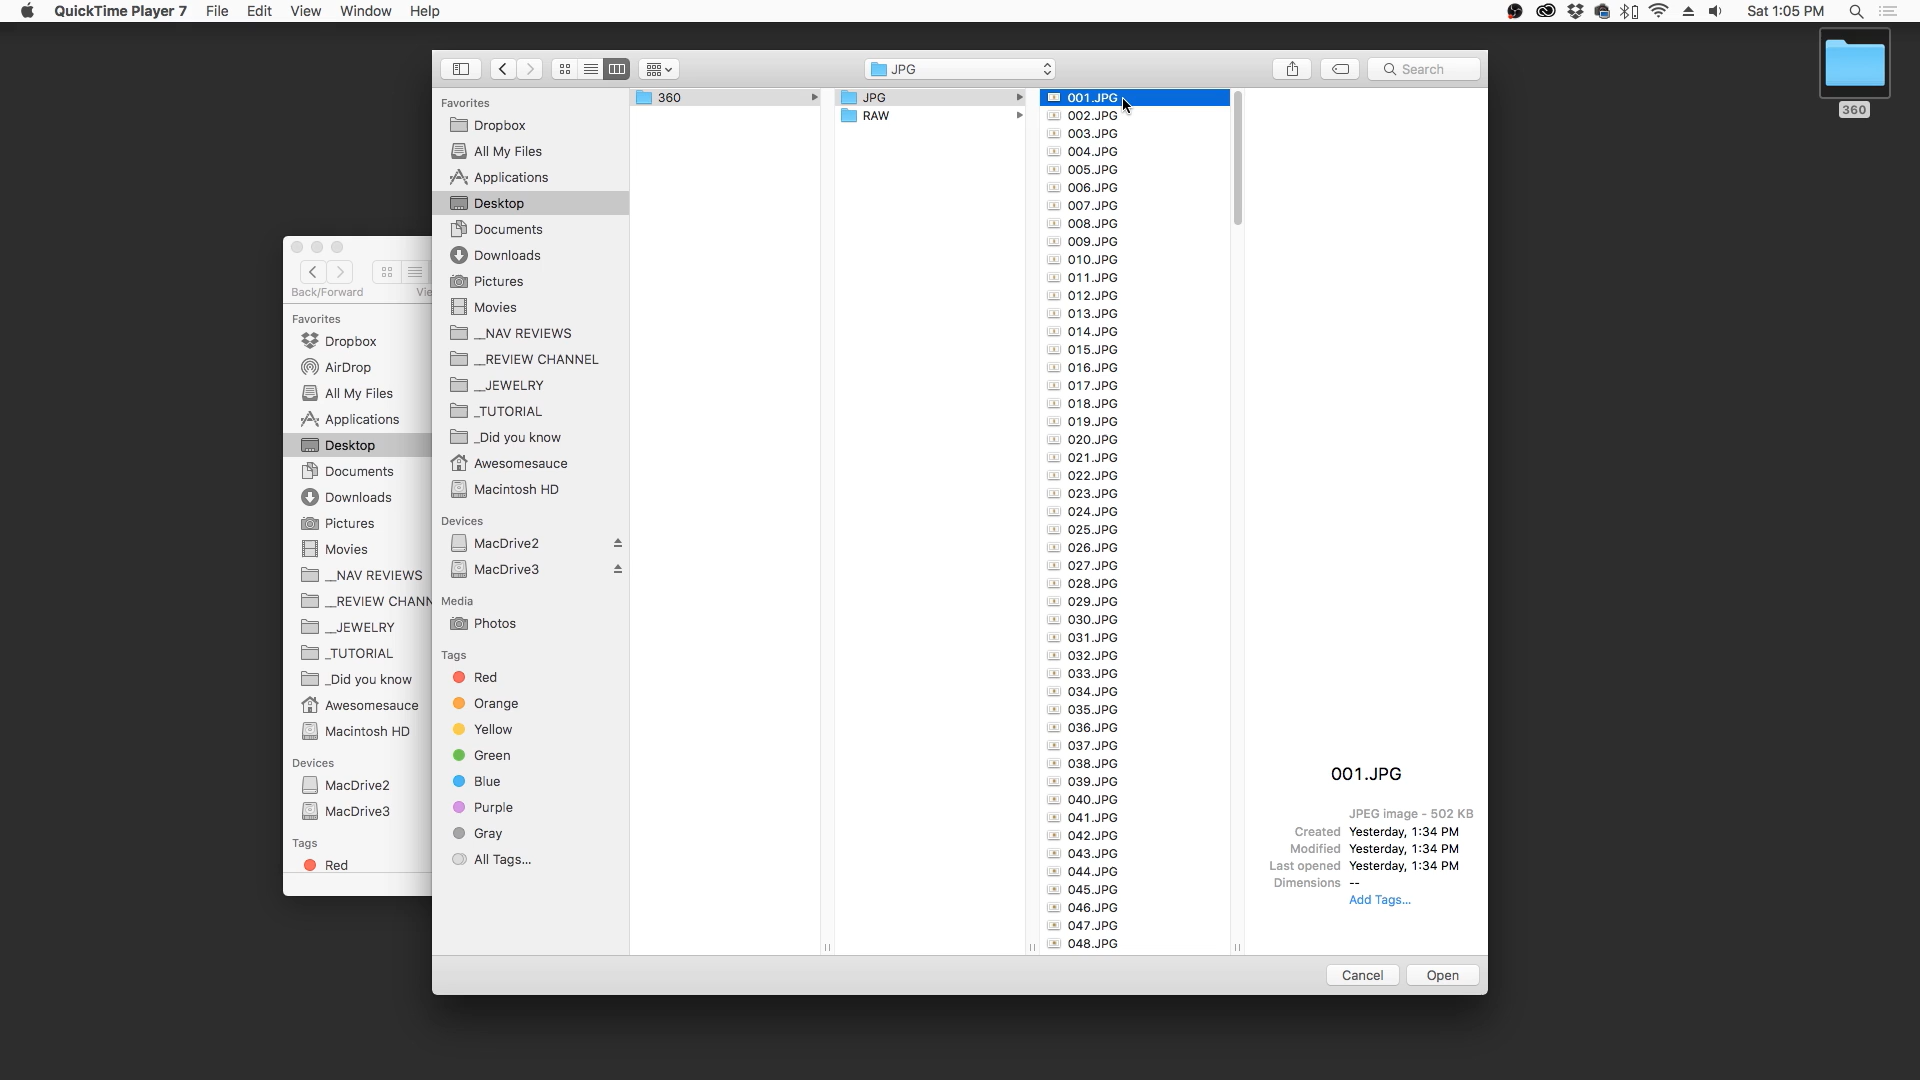 QuickTime Player 7 File Edit View Window Help
Sat 1:05 PM
360
JPG
Search
Favorites
Dropbox
All My Files
Applications
Desktop
Documents
Downloads
Pictures
Movies
__NAV REVIEWS
__REVIEW CHANNEL
__JEWELRY
_TUTORIAL
_Did you know
Awesomesauce
Macintosh HD
Devices
MacDrive2
MacDrive3
Media
Photos
Tags
Red
Orange
Yellow
Green
Blue
Purple
Gray
All Tags...
360
JPG
RAW
001.JPG
002.JPG
003.JPG
004.JPG
005.JPG
006.JPG
007.JPG
008.JPG
009.JPG
010.JPG
011.JPG
012.JPG
013.JPG
014.JPG
015.JPG
016.JPG
017.JPG
018.JPG
019.JPG
020.JPG
021.JPG
022.JPG
023.JPG
024.JPG
025.JPG
026.JPG
027.JPG
028.JPG
029.JPG
030.JPG
031.JPG
032.JPG
033.JPG
034.JPG
035.JPG
036.JPG
037.JPG
038.JPG
039.JPG
040.JPG
041.JPG
042.JPG
043.JPG
044.JPG
045.JPG
046.JPG
047.JPG
048.JPG
001.JPG
JPEG image - 502 KB
Created Yesterday, 1:34 PM
Modified Yesterday, 1:34 PM
Last opened Yesterday, 1:34 PM
Dimensions --
Add Tags...
Cancel Open
Back/Forward Vie
Favorites
Dropbox
AirDrop
All My Files
Applications
Desktop
Documents
Downloads
Pictures
Movies
__NAV REVIEWS
__REVIEW CHANN
__JEWELRY
_TUTORIAL
_Did you know
Awesomesauce
Macintosh HD
Devices
MacDrive2
MacDrive3
Tags
Red